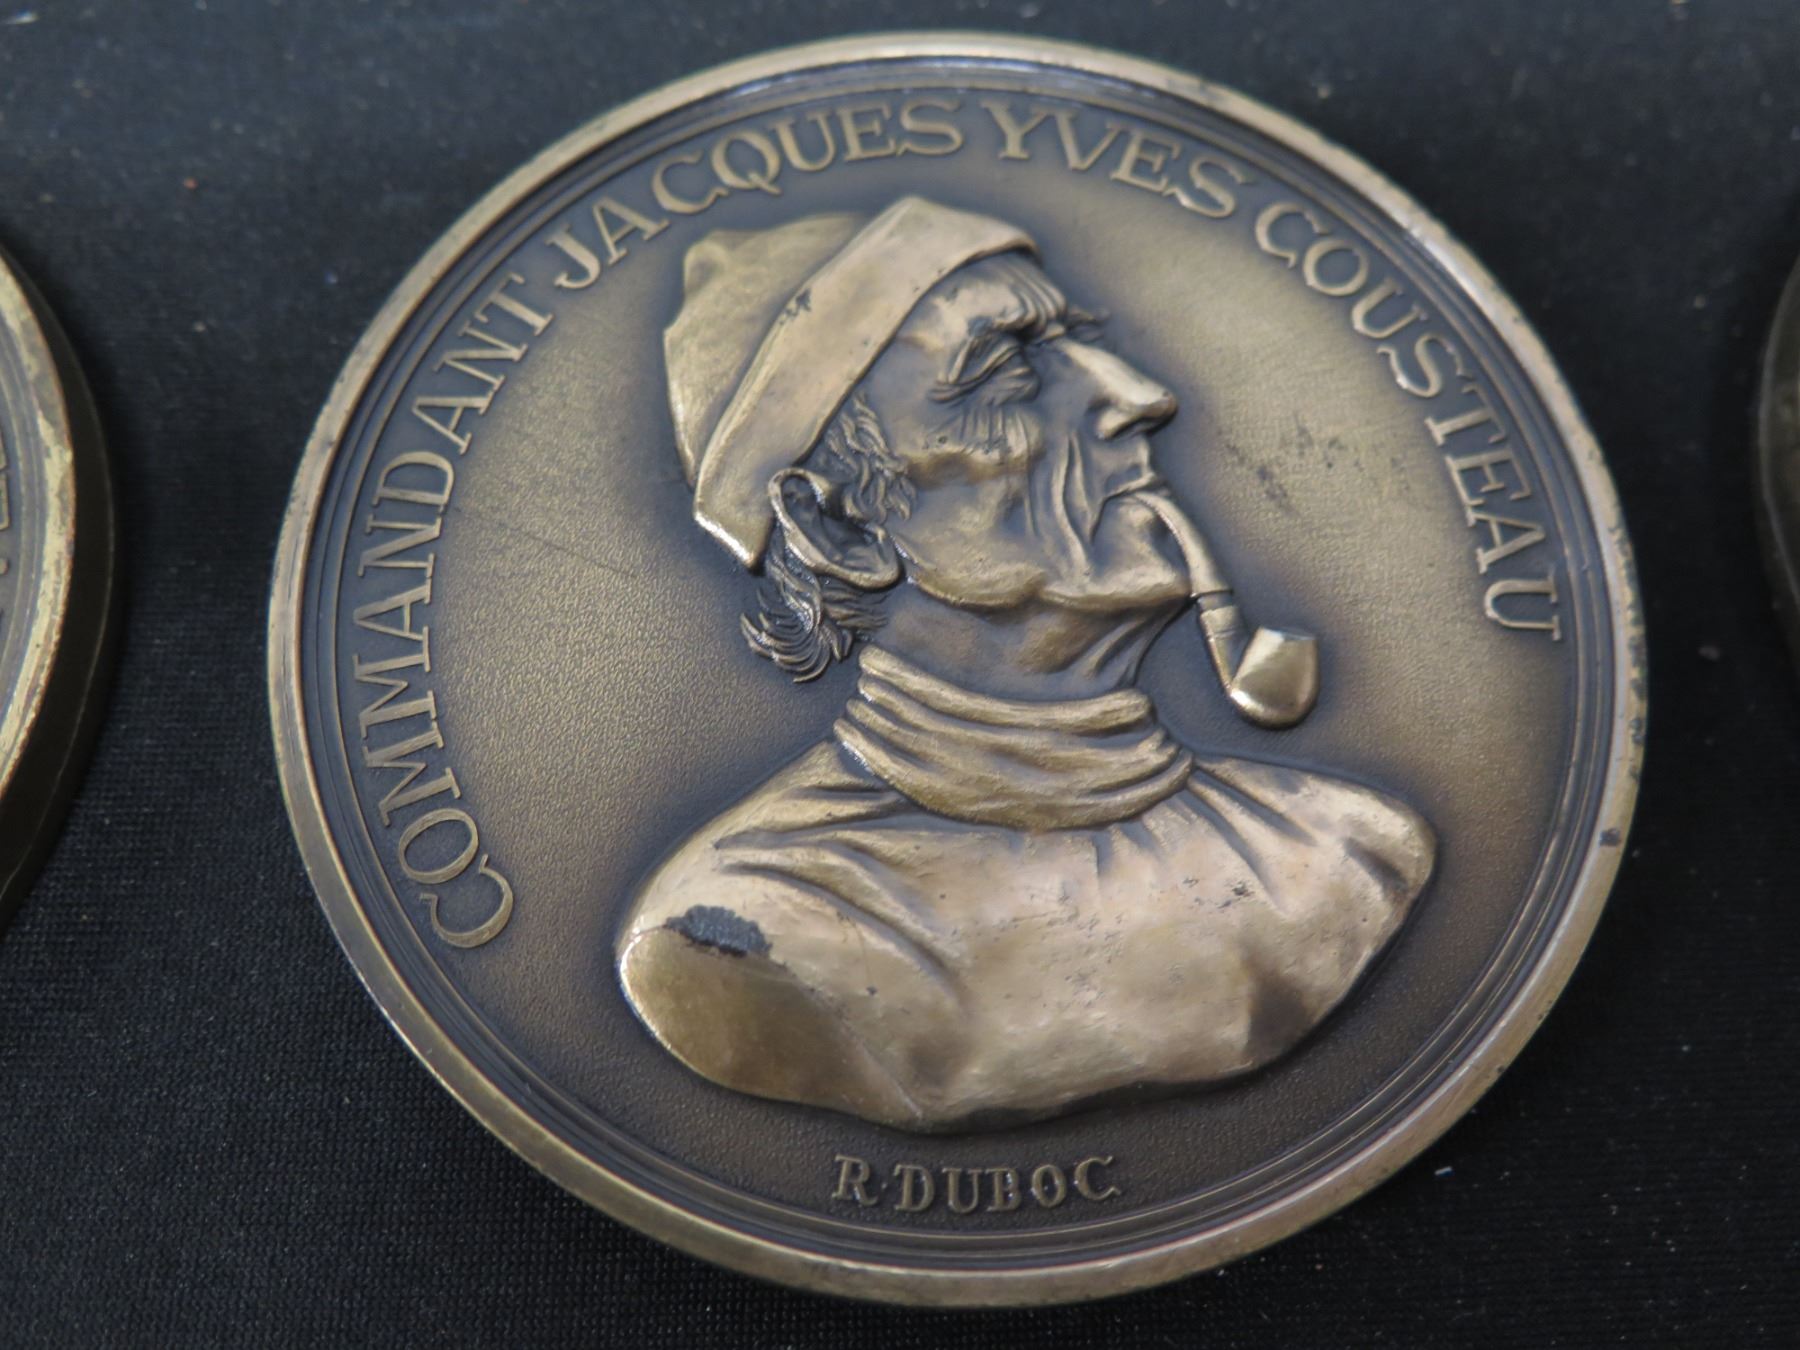 COMMANDANT JACQUES YVES COUSTEAU
R·DUBOC